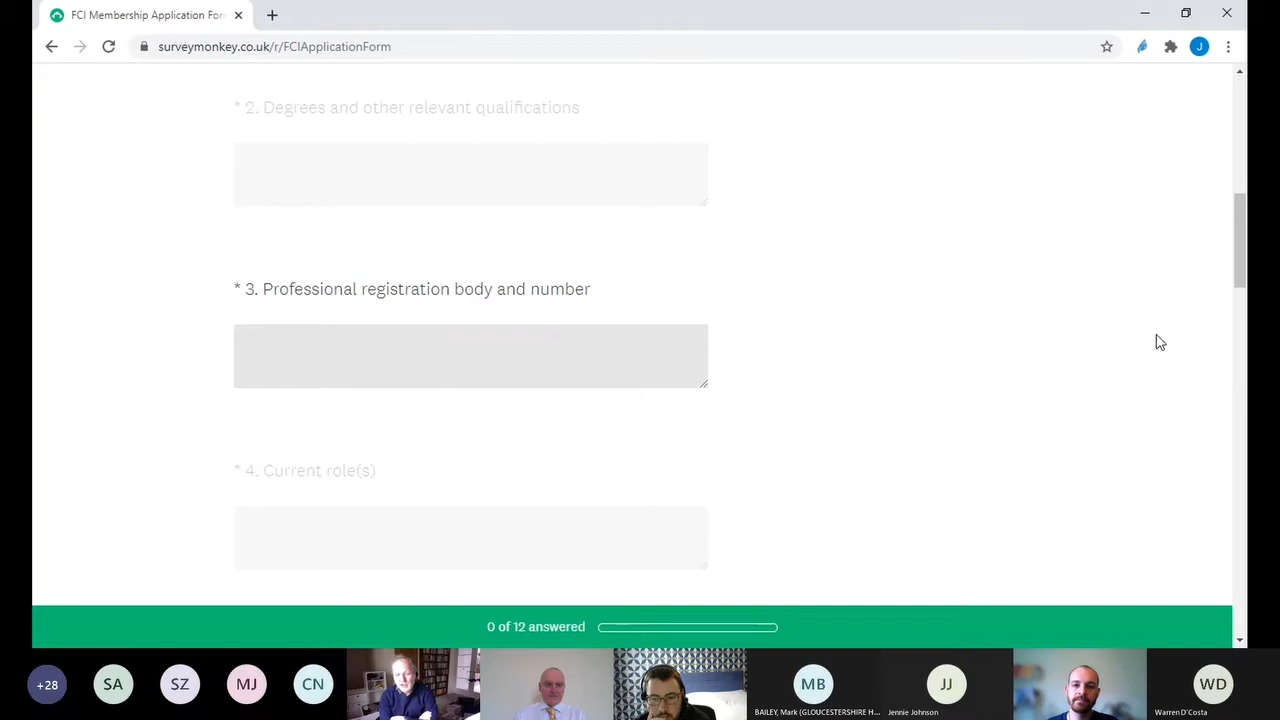 FCI Membership Application For
surveymonkey.co.uk/r/FCIApplicationForm
J
* 2. Degrees and other relevant qualifications
* 3. Professional registration body and number
* 4. Current role(s)
0 of 12 answered
+28
SA
SZ
MJ
CN
MB
BAILEY, Mark (GLOUCESTERSHIRE H...
JJ
Jennie Johnson
WD
Warren D'Costa